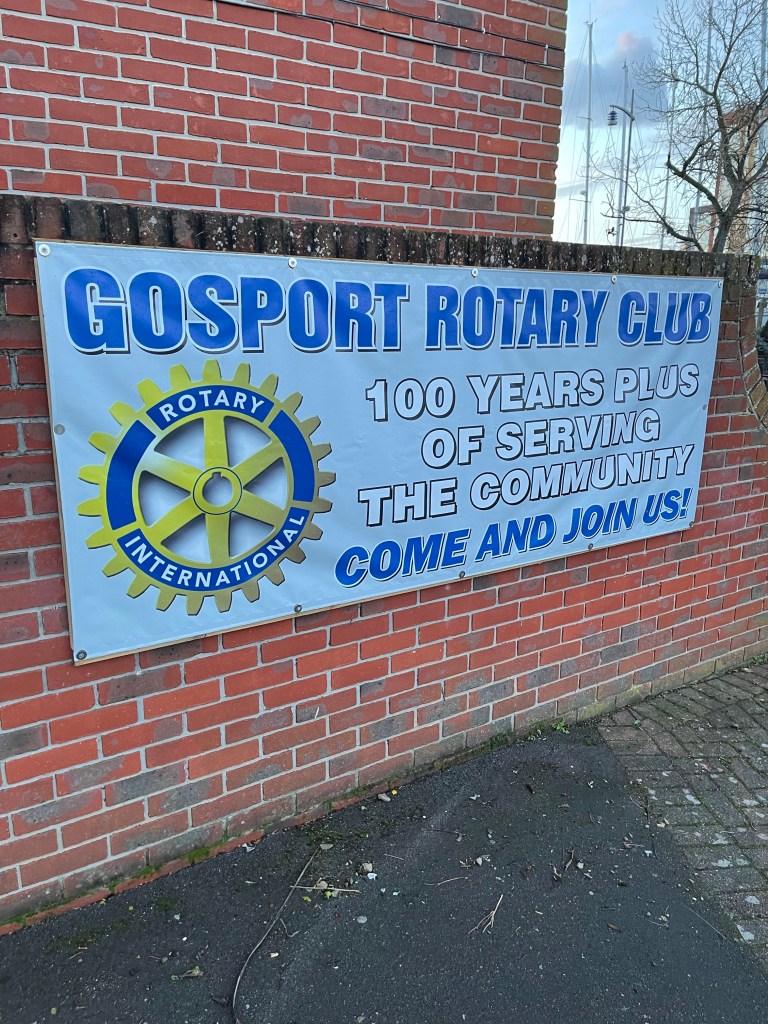 GOSPORT ROTARY CLUB
ROTARY
INTERNATIONAL
100 YEARS PLUS
OF SERVING
THE COMMUNITY
COME AND JOIN US!